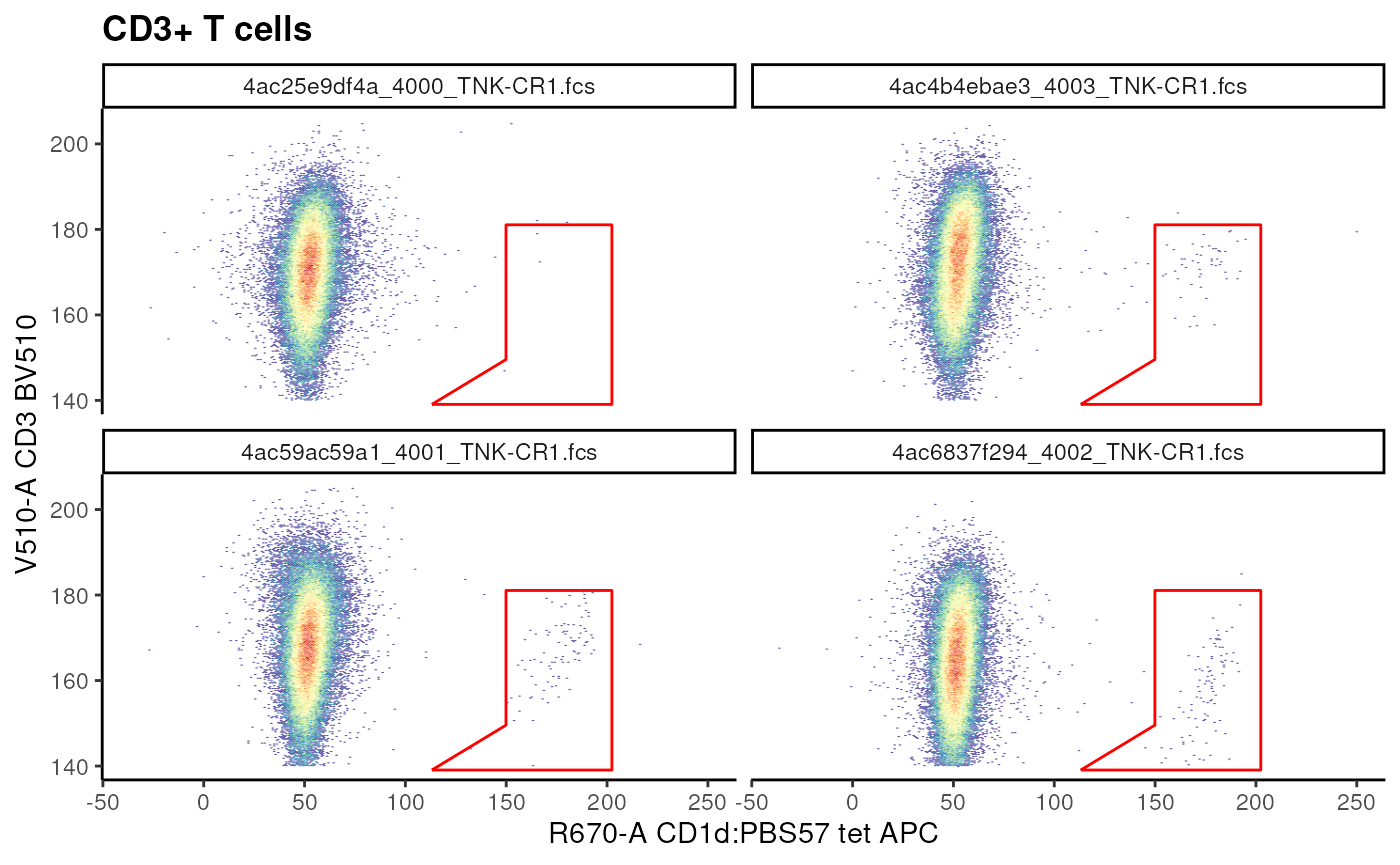 CD3+ T cells
4ac25e9df4a_4000_TNK-CR1.fcs
4ac4b4ebae3_4003_TNK-CR1.fcs
200
180
160
140
4ac59ac59a1_4001_TNK-CR1.fcs
4ac6837f294_4002_TNK-CR1.fcs
200
180
160
140
V510-A CD3 BV510
-50 0 50 100 150 200 250
-50 0 50 100 150 200 250
R670-A CD1d:PBS57 tet APC